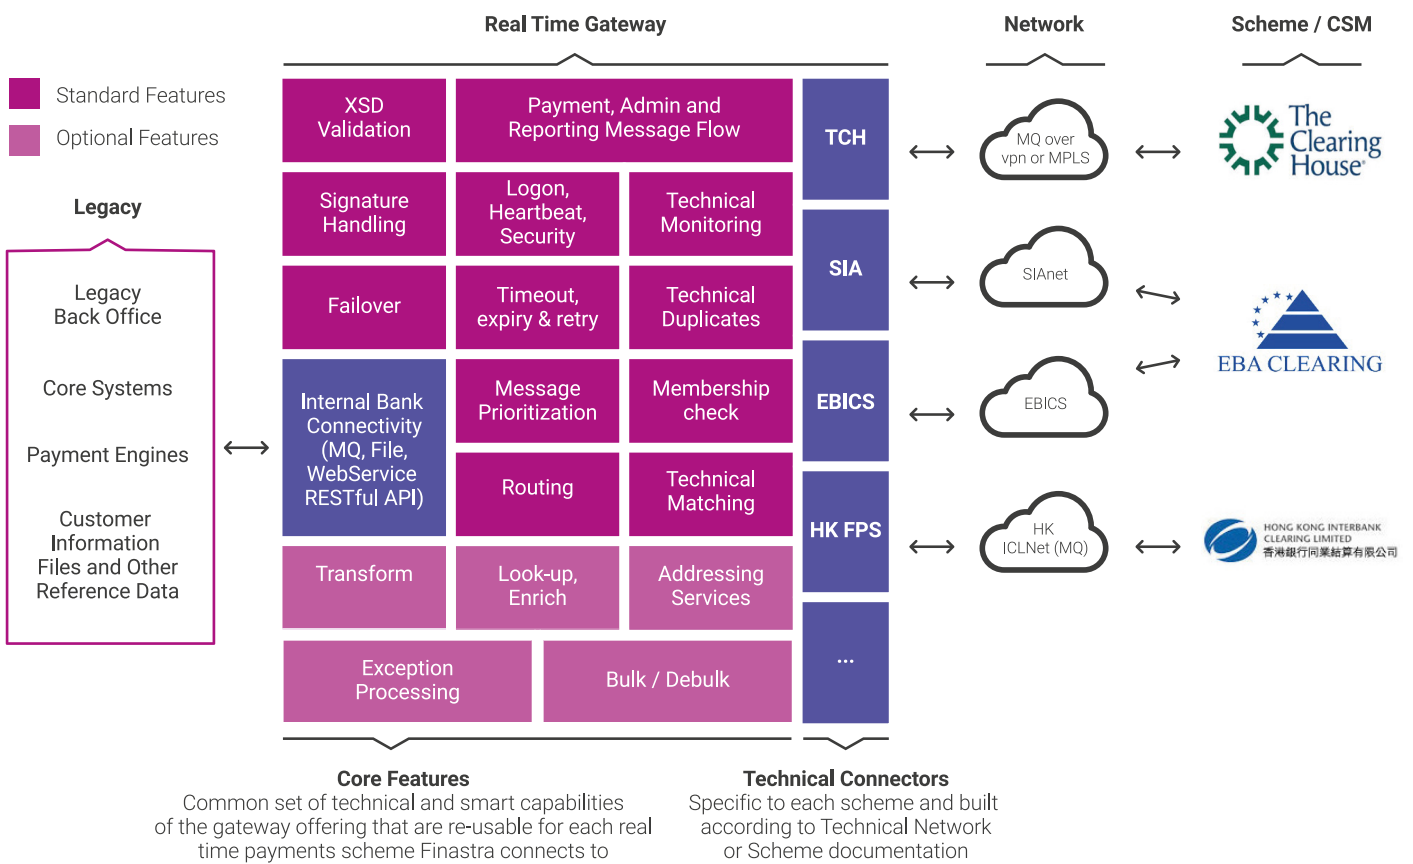 Real Time Gateway
Network
Scheme / CSM
Standard Features
Optional Features
Legacy
Legacy
Back Office
Core Systems
Payment Engines
Customer
Information
Files and Other
Reference Data
XSD
Validation
Payment, Admin and
Reporting Message Flow
Signature
Handling
Logon,
Heartbeat,
Security
Technical
Monitoring
Failover
Timeout,
expiry & retry
Technical
Duplicates
Internal Bank
Connectivity
(MQ, File,
WebService
RESTful API)
Message
Prioritization
Membership
check
Routing
Technical
Matching
Transform
Look-up,
Enrich
Addressing
Services
Exception
Processing
Bulk / Debulk
TCH
SIA
EBICS
HK FPS
...
MQ over
vpn or MPLS
SIAnet
EBICS
HK
ICLNet (MQ)
The
Clearing
House®
EBA CLEARING
HONG KONG INTERBANK
CLEARING LIMITED
香港銀行同業結算有限公司
Core Features
Common set of technical and smart capabilities
of the gateway offering that are re-usable for each real
time payments scheme Finastra connects to
Technical Connectors
Specific to each scheme and built
according to Technical Network
or Scheme documentation